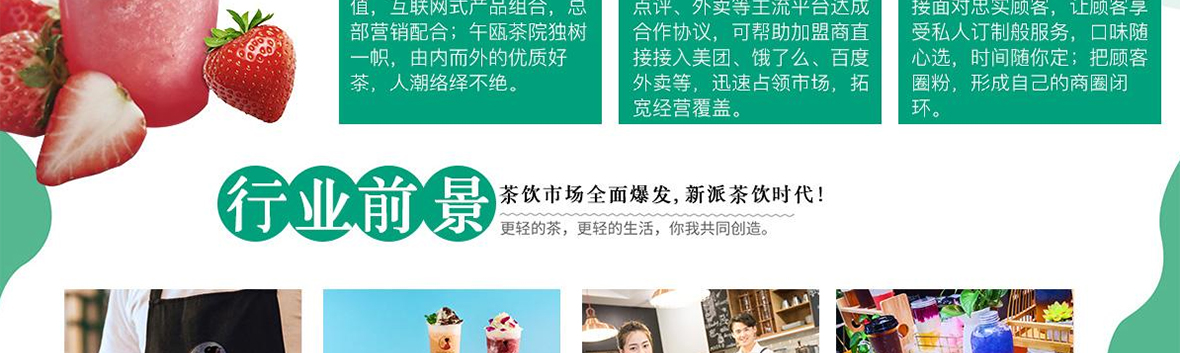 值，互联网式产品组合，总
部营销配合；午瓯茶院独树
一帜，由内而外的优质好
茶，人潮络绎不绝。
点评、外卖等主流平台达成
合作协议，可帮助加盟商直
接接入美团、饿了么、百度
外卖等，迅速占领市场，拓
宽经营覆盖。
接面对忠实顾客，让顾客享
受私人订制般服务，口味随
心选，时间随你定；把顾客
圈粉，形成自己的商圈闭
环。
行业前景
茶饮市场全面爆发，新派茶饮时代！
更轻的茶，更轻的生活，你我共同创造。